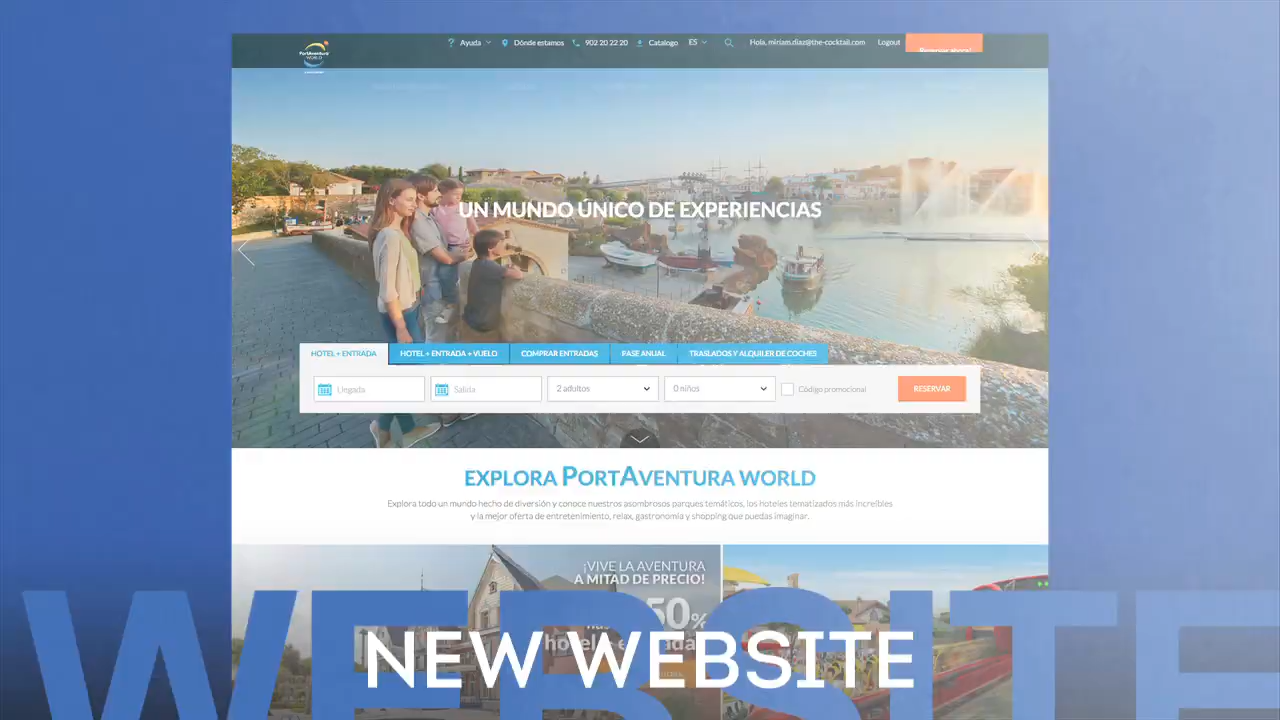 PortAventura
WORLD
Ayuda
Dónde estamos
902 20 22 20
Catalogo
ES
Hola, miriam.diaz@the-cocktail.com
Logout
UN MUNDO ÚNICO DE EXPERIENCIAS
HOTEL + ENTRADA
HOTEL + ENTRADA + VUELO
COMPRAR ENTRADAS
PASE ANUAL
TRASLADOS Y ALQUILER DE COCHES
Llegada
Salida
2 adultos
0 niños
Código promocional
RESERVAR
EXPLORA PORTAVENTURA WORLD
Explora todo un mundo hecho de diversión y conoce nuestros asombrosos parques temáticos, los hoteles tematizados más increíbles
y la mejor oferta de entretenimiento, relax, gastronomía y shopping que puedas imaginar.
¡VIVE LA AVENTURA
A MITAD DE PRECIO!
50%
WEBSITE
NEW WEBSITE